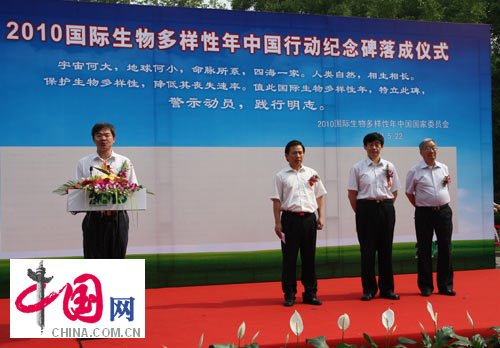 2010国际生物多样性年中国行动纪念碑落成仪式
宇宙何大，地球何小，命脉所系，四海一家。人类自然，相生相长。
保护生物多样性，降低其丧失速率。值此国际生物多样性年，特立此碑，
警示动员，践行明志。
2010国际生物多样性年中国国家委员会
5.22
中国网
CHINA.COM.CN